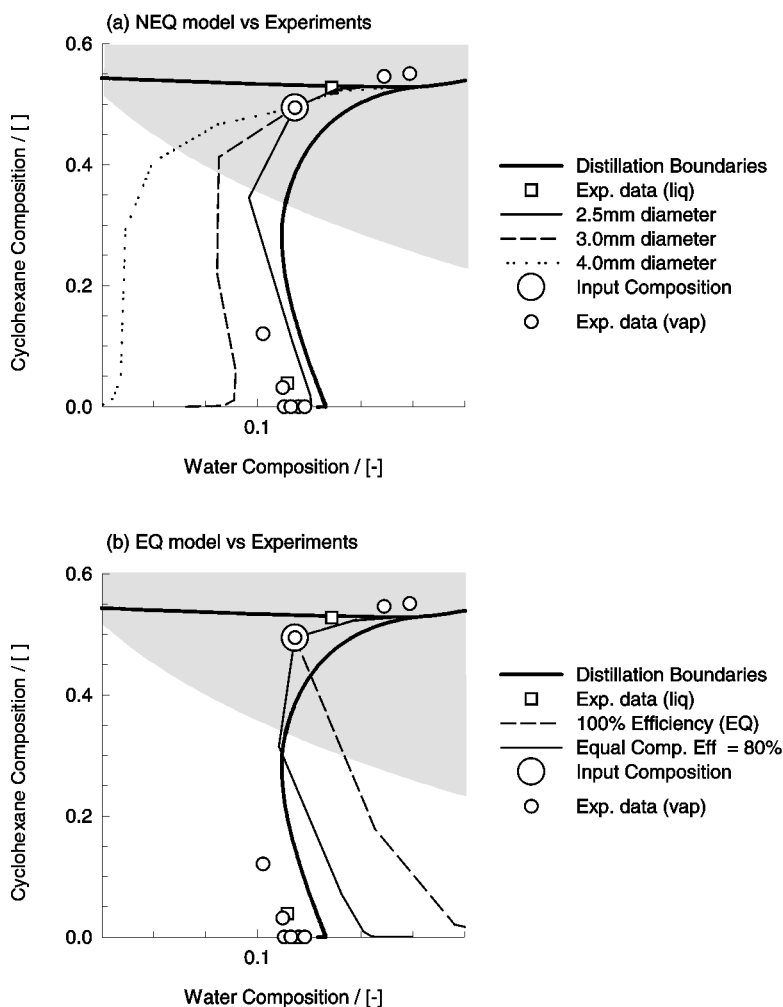 (a) NEQ model vs Experiments
0.6
0.4
0.2
0.0
0.1
Cyclohexane Composition / [ ]
Water Composition / [-]
Distillation Boundaries
Exp. data (liq)
2.5mm diameter
3.0mm diameter
4.0mm diameter
Input Composition
Exp. data (vap)
(b) EQ model vs Experiments
0.6
0.4
0.2
0.0
0.1
Cyclohexane Composition / [ ]
Water Composition / [-]
Distillation Boundaries
Exp. data (liq)
100% Efficiency (EQ)
Equal Comp. Eff = 80%
Input Composition
Exp. data (vap)